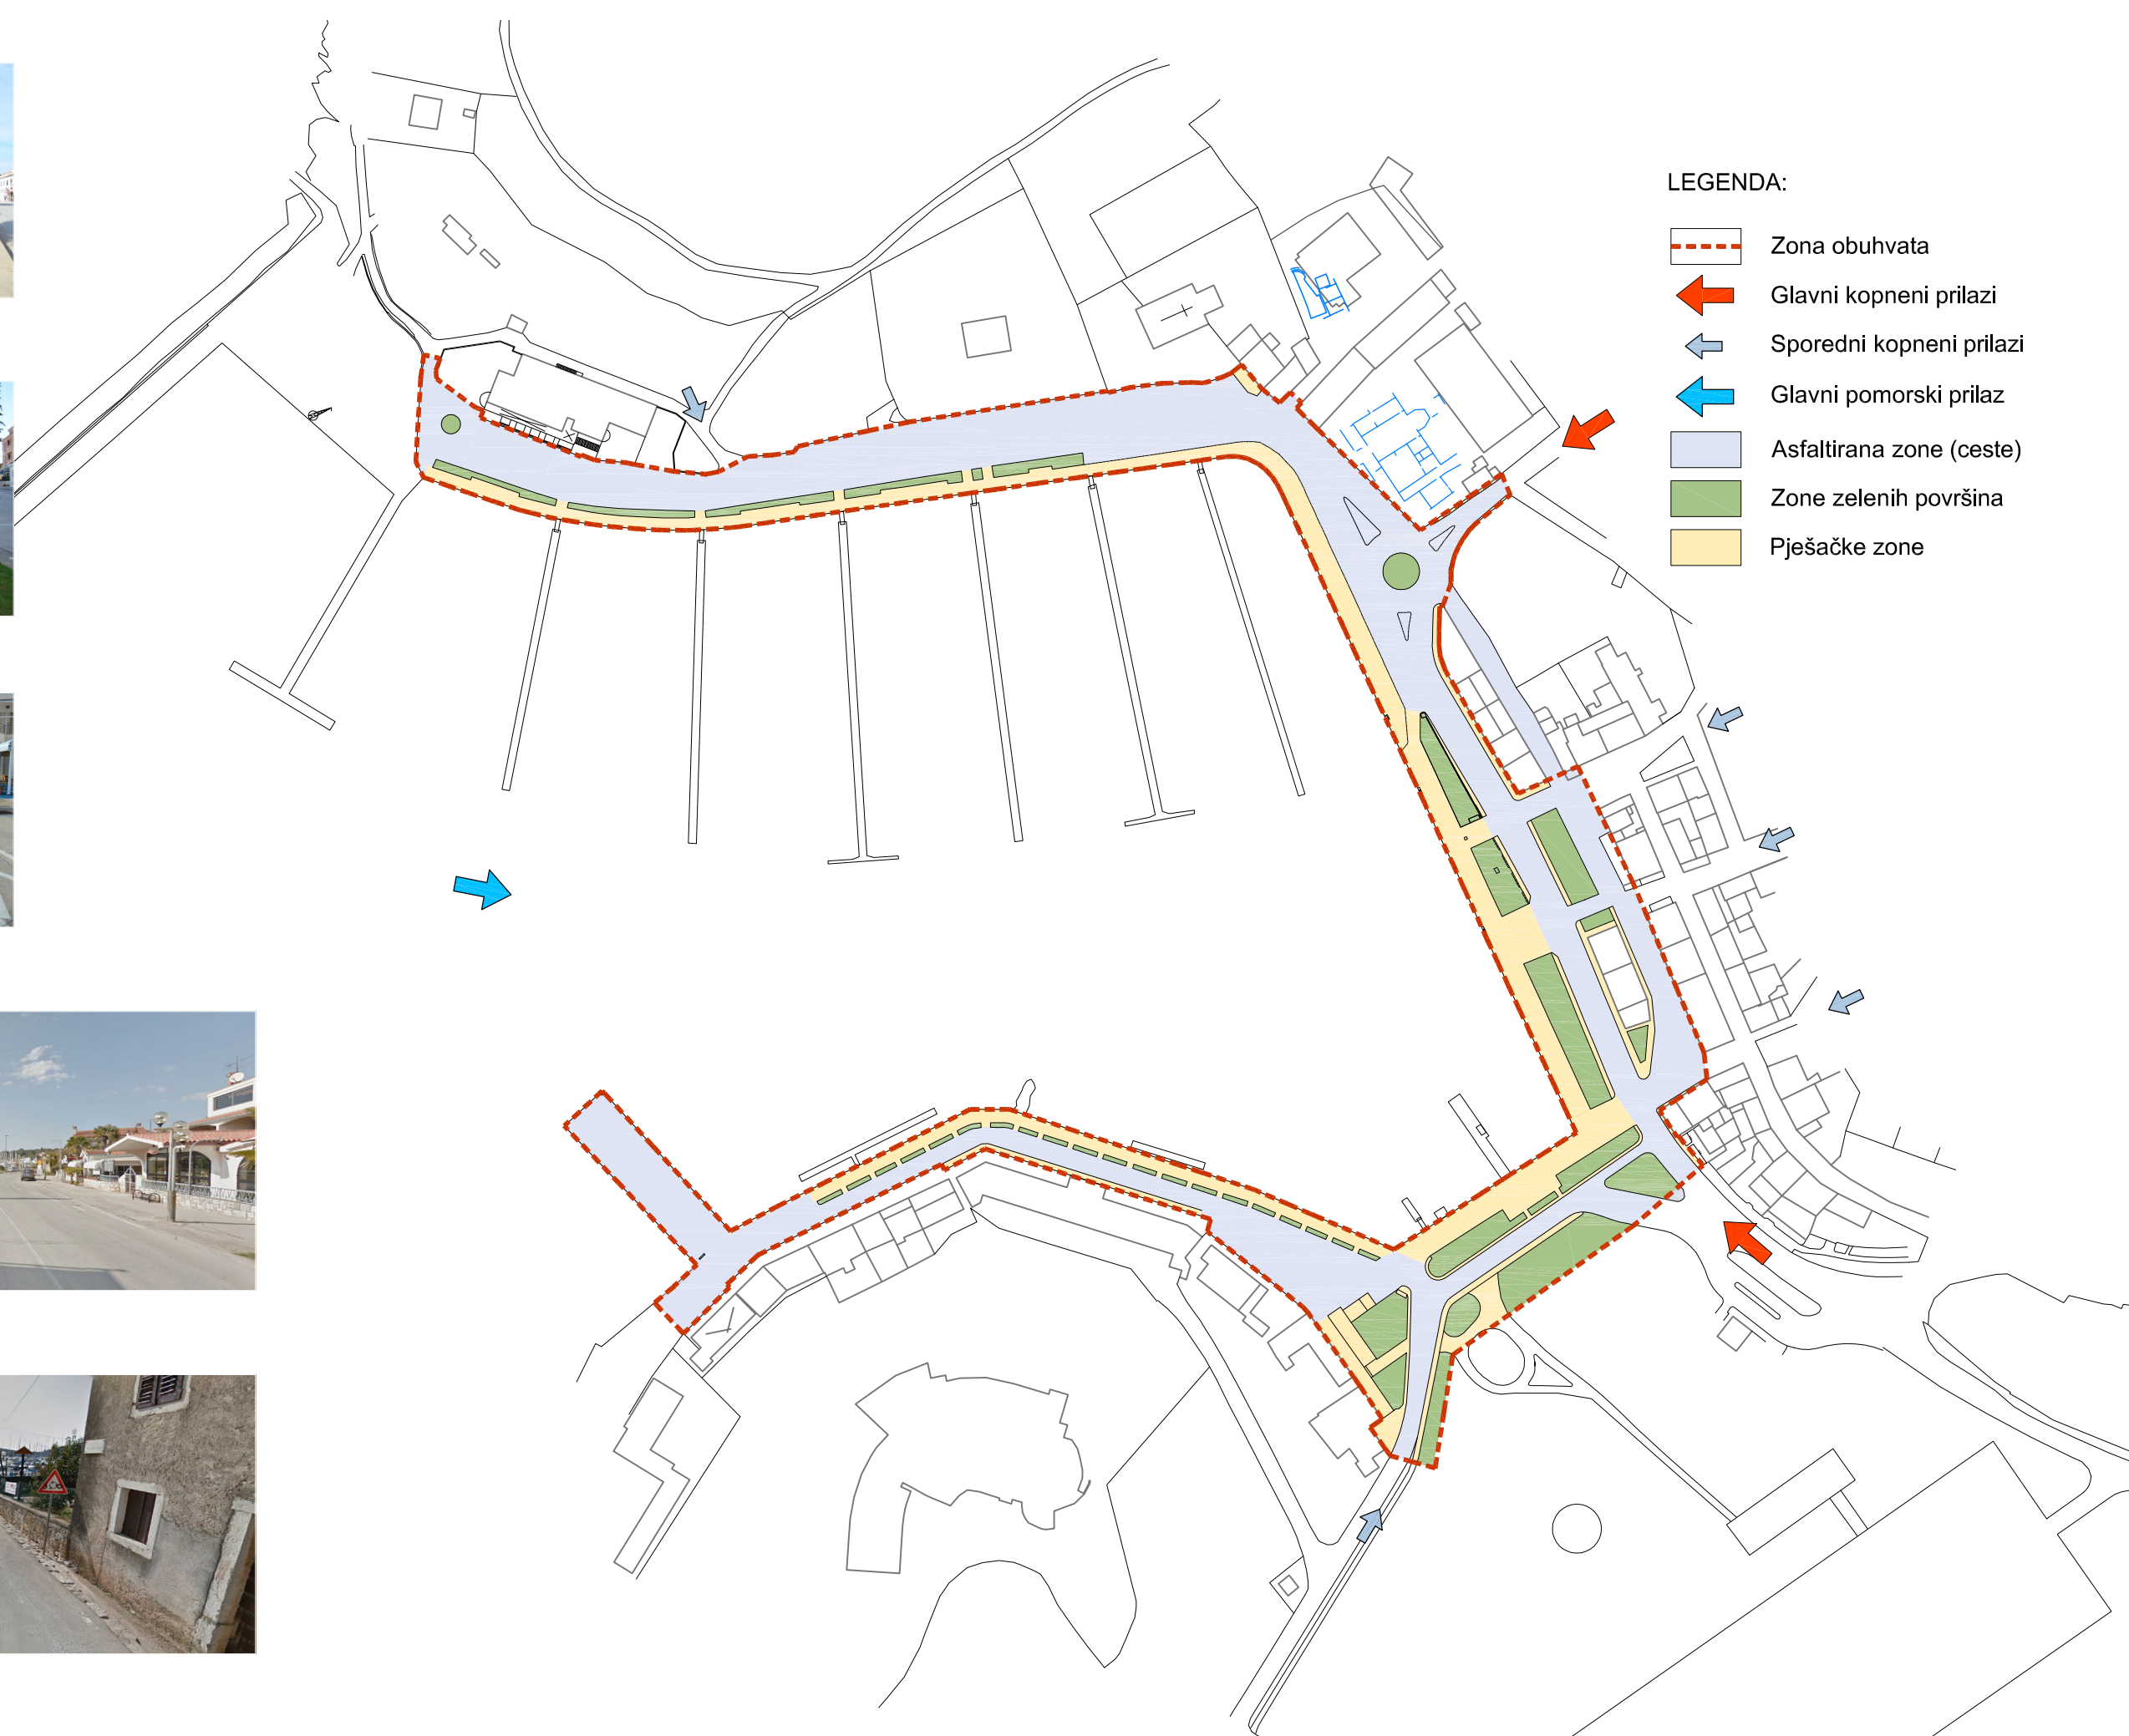 LEGENDA:
Zona obuhvata
Glavni kopneni prilazi
Sporedni kopneni prilazi
Glavni pomorski prilaz
Asfaltirana zone (ceste)
Zone zelenih površina
Pješačke zone